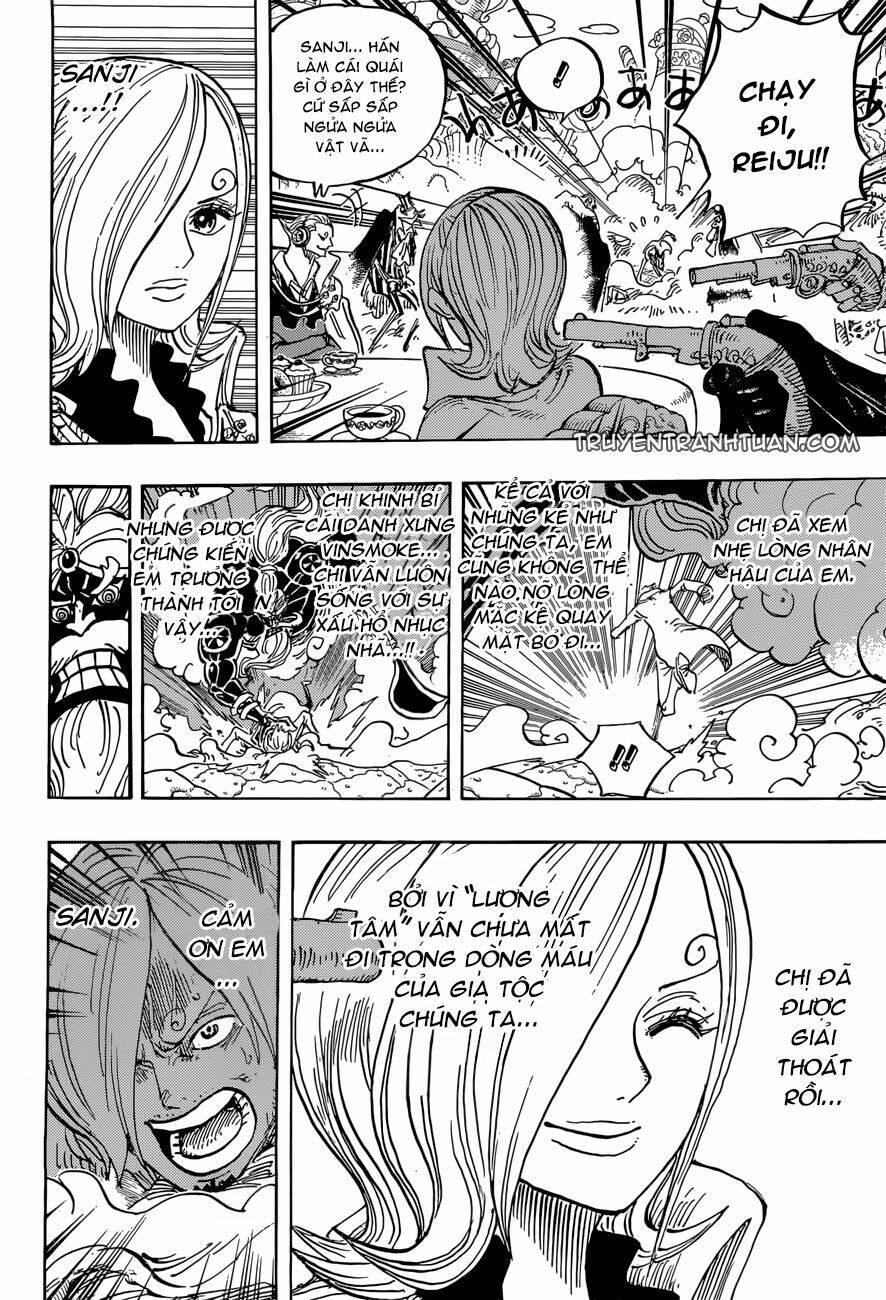 CHẠY
ĐI,
REIJU!!
!!
SANJI... HẮN
LÀM CÁI QUÁI
GÌ Ở ĐÂY THẾ?
CỨ SẤP SẤP
NGỬA NGỬA
VẬT VÃ...
SANJI
...!!
TRUYENTRANHTUAN.COM
CHỊ ĐÃ XEM
NHẸ LÒNG NHÂN
HẬU CỦA EM.
KỂ CẢ VỚI
NHỮNG KẺ NHƯ
CHÚNG TA, EM
CŨNG KHÔNG THỂ
NÀO NỠ LÒNG
MẶC KỆ QUAY
MẶT BỎ ĐI...
!!
CHỊ KHINH BỈ
CÁI DANH XƯNG
VINSMOKE...
CHỊ VẪN LUÔN
SỐNG VỚI SỰ
XẤU HỔ NHỤC
NHÃ...!!
NHƯNG ĐƯỢC
CHỨNG KIẾN
EM TRƯỞNG
THÀNH TỚI
VẬY...
CHỊ ĐÃ
ĐƯỢC
GIẢI
THOÁT
RỒI...
BỞI VÌ "LƯƠNG
TÂM" VẪN CHƯA MẤT
ĐI TRONG DÒNG MÁU
CỦA GIA TỘC
CHÚNG TA...
CẢM
ƠN EM
...
SANJI.